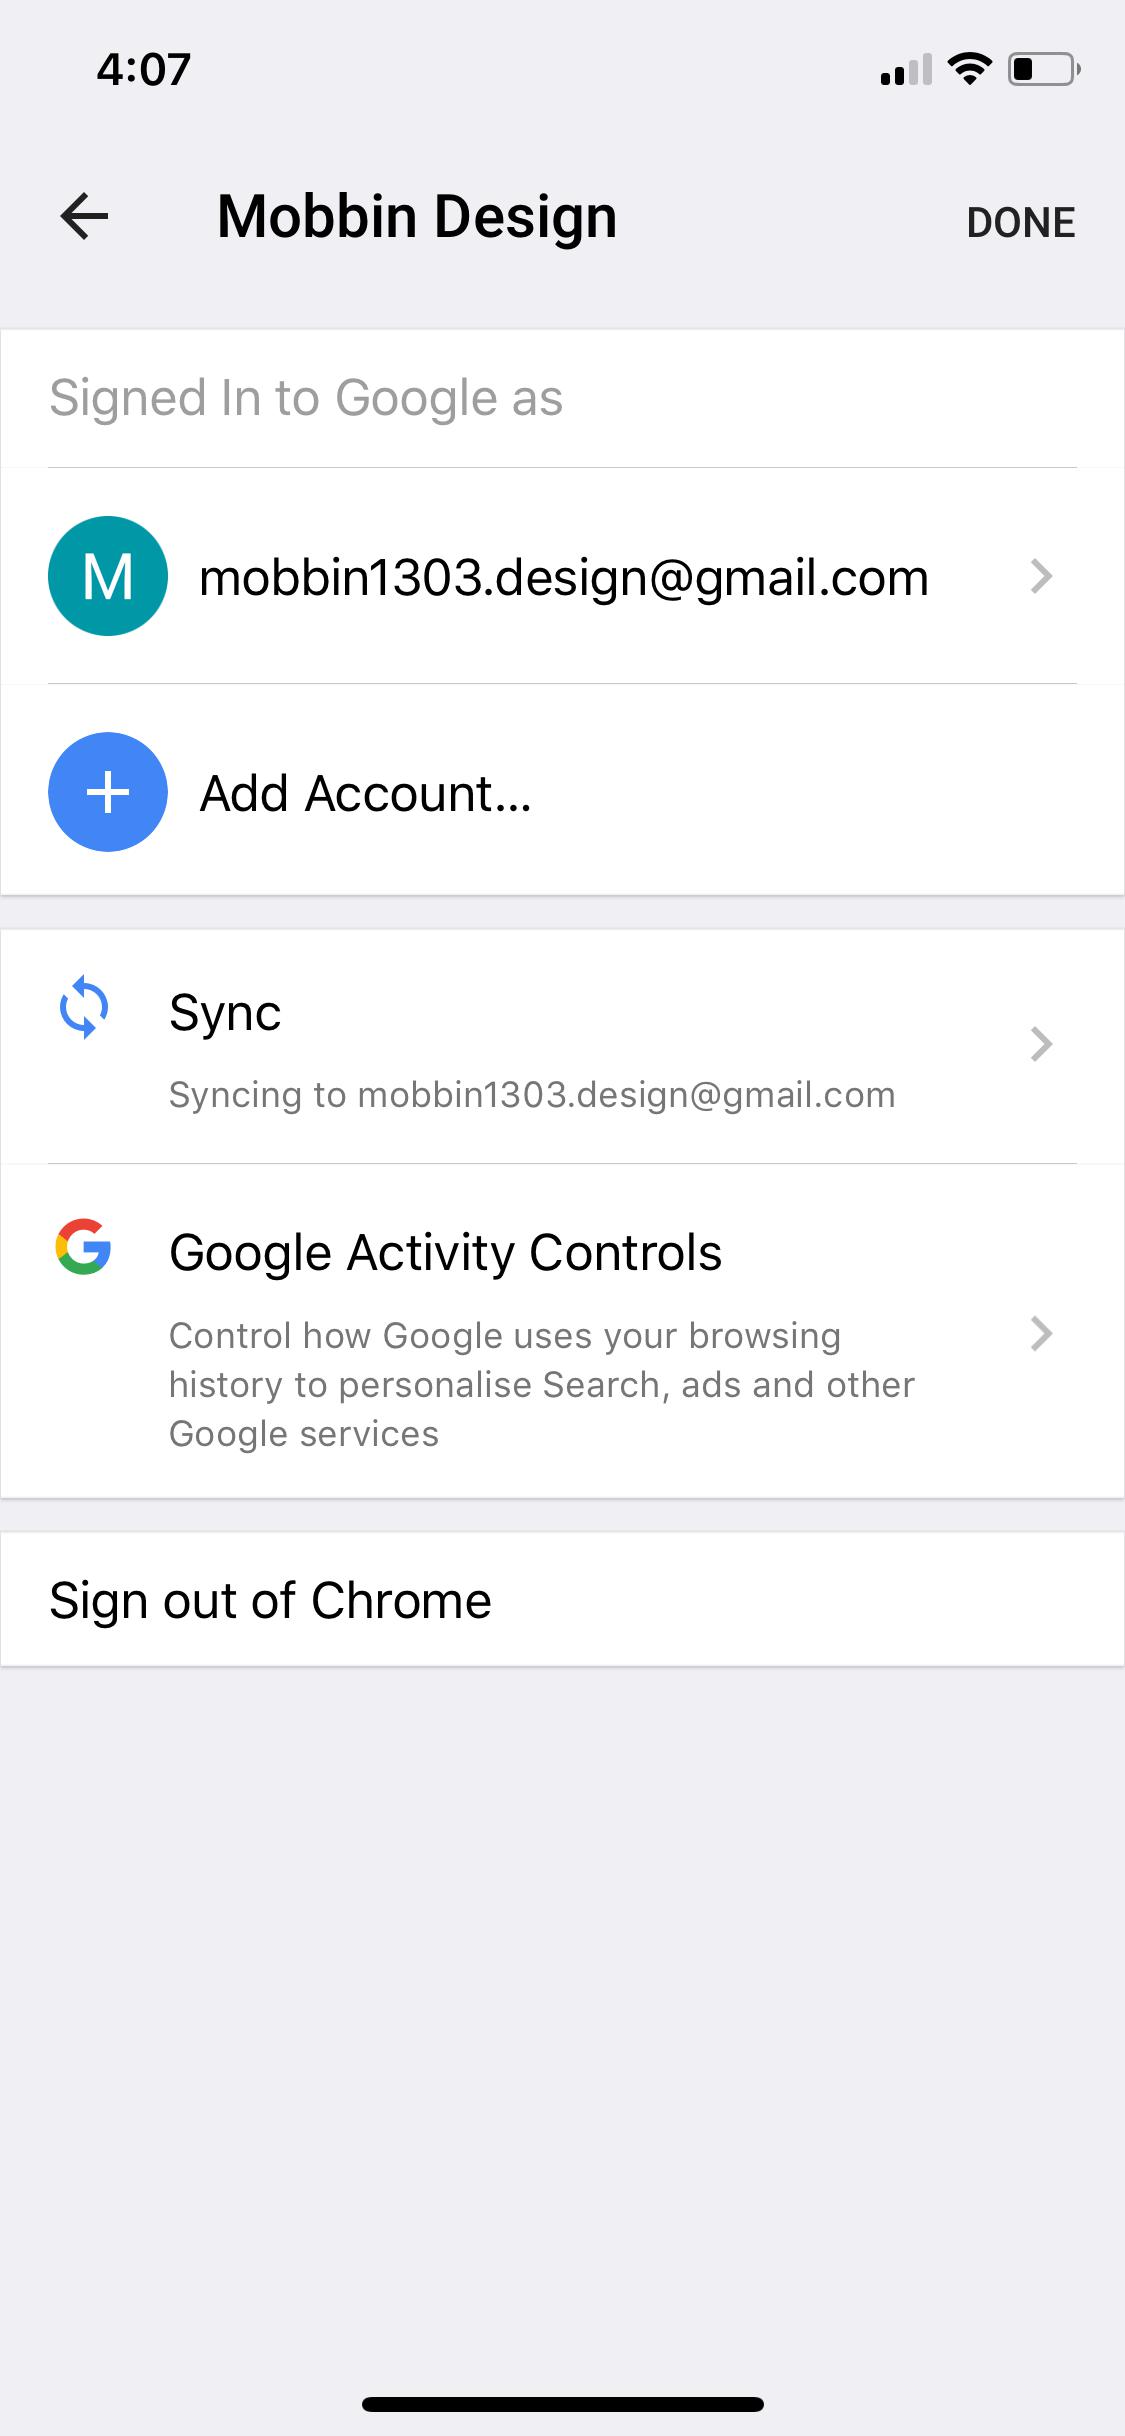 4:07
Mobbin Design
DONE
Signed In to Google as
M
mobbin1303.design@gmail.com
Add Account...
Sync
Syncing to mobbin1303.design@gmail.com
Google Activity Controls
Control how Google uses your browsing
history to personalise Search, ads and other
Google services
Sign out of Chrome